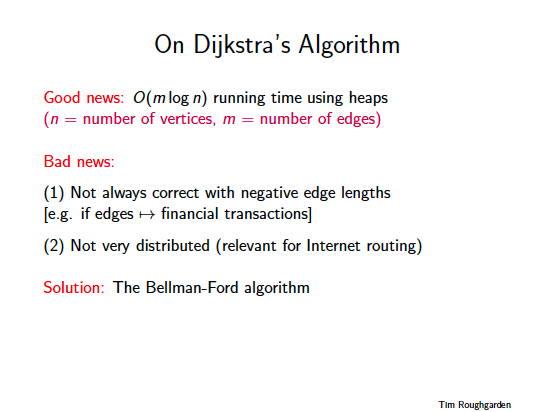 On Dijkstra's Algorithm
Good news: O(m log n) running time using heaps
(n = number of vertices, m = number of edges)
Bad news:
(1) Not always correct with negative edge lengths
[e.g. if edges ↦ financial transactions]
(2) Not very distributed (relevant for Internet routing)
Solution: The Bellman-Ford algorithm
Tim Roughgarden